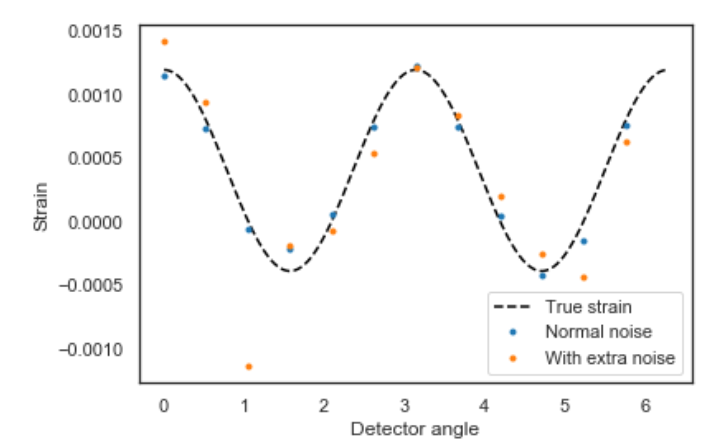 0.0015
0.0010
0.0005
0.0000
−0.0005
−0.0010
Strain
True strain
Normal noise
With extra noise
0 1 2 3 4 5 6
Detector angle